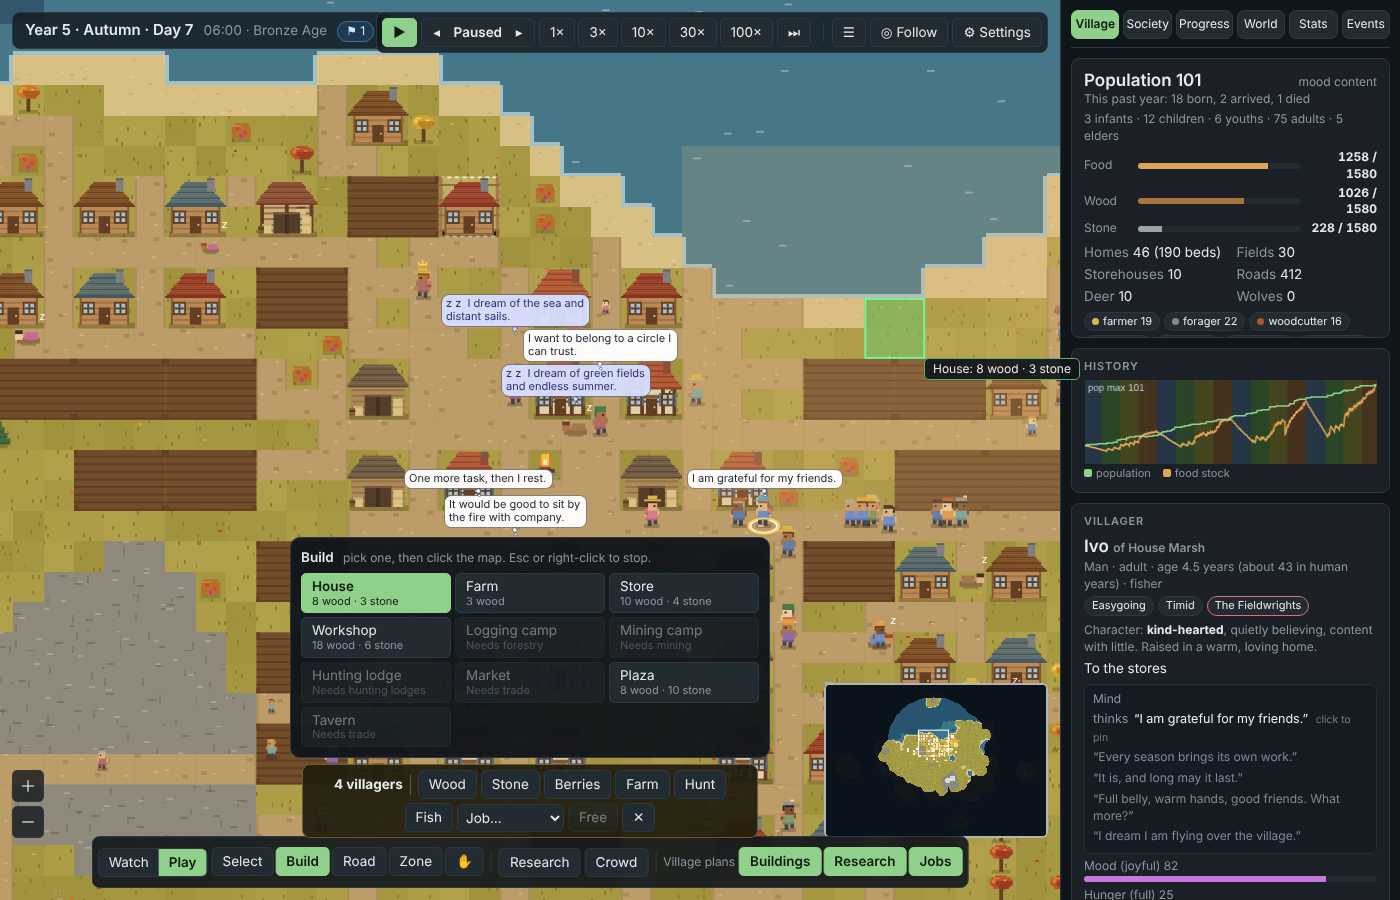 Year 5 · Autumn · Day 7 06:00 · Bronze Age ⚑ 1
▶ ◂ Paused ▸ 1× 3× 10× 30× 100× ⏭ ☰ ◎ Follow ⚙ Settings
Village Society Progress World Stats Events
Population 101 mood content
This past year: 18 born, 2 arrived, 1 died
3 infants · 12 children · 6 youths · 75 adults · 5
elders
Food 1258 /
1580
Wood 1026 /
1580
Stone 228 / 1580
Homes 46 (190 beds) Fields 30
Storehouses 10 Roads 412
Deer 10 Wolves 0
farmer 19 forager 22 woodcutter 16
HISTORY
pop max 101
population food stock
VILLAGER
Ivo of House Marsh
Man · adult · age 4.5 years (about 43 in human
years) · fisher
Easygoing Timid The Fieldwrights
Character: kind-hearted, quietly believing, content
with little. Raised in a warm, loving home.
To the stores
Mind
thinks “I am grateful for my friends.” click to
pin
“Every season brings its own work.”
“It is, and long may it last.”
“Full belly, warm hands, good friends. What
more?”
“I dream I am flying over the village.”
Mood (joyful) 82
Hunger (full) 25
z
z
z z I dream of the sea and
distant sails.
I want to belong to a circle I
can trust.
z z I dream of green fields
and endless summer.
z
House: 8 wood · 3 stone
One more task, then I rest.
I am grateful for my friends.
It would be good to sit by
the fire with company.
z
z
z
Build pick one, then click the map. Esc or right-click to stop.
House
8 wood · 3 stone
Farm
3 wood
Store
10 wood · 4 stone
Workshop
18 wood · 6 stone
Logging camp
Needs forestry
Mining camp
Needs mining
Hunting lodge
Needs hunting lodges
Market
Needs trade
Plaza
8 wood · 10 stone
Tavern
Needs trade
4 villagers Wood Stone Berries Farm Hunt
Fish Job... Free ✕
+
−
Watch Play Select Build Road Zone ✋ Research Crowd Village plans Buildings Research Jobs